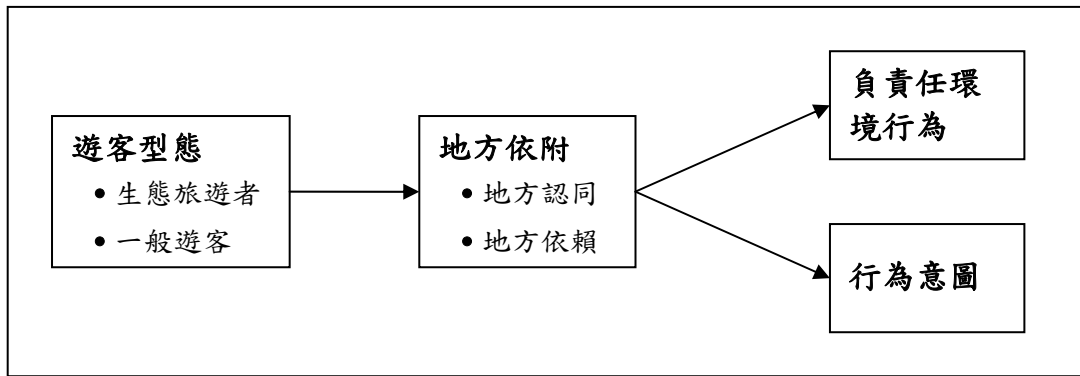 遊客型態
• 生態旅遊者
• 一般遊客
地方依附
• 地方認同
• 地方依賴
負責任環
境行為
行為意圖